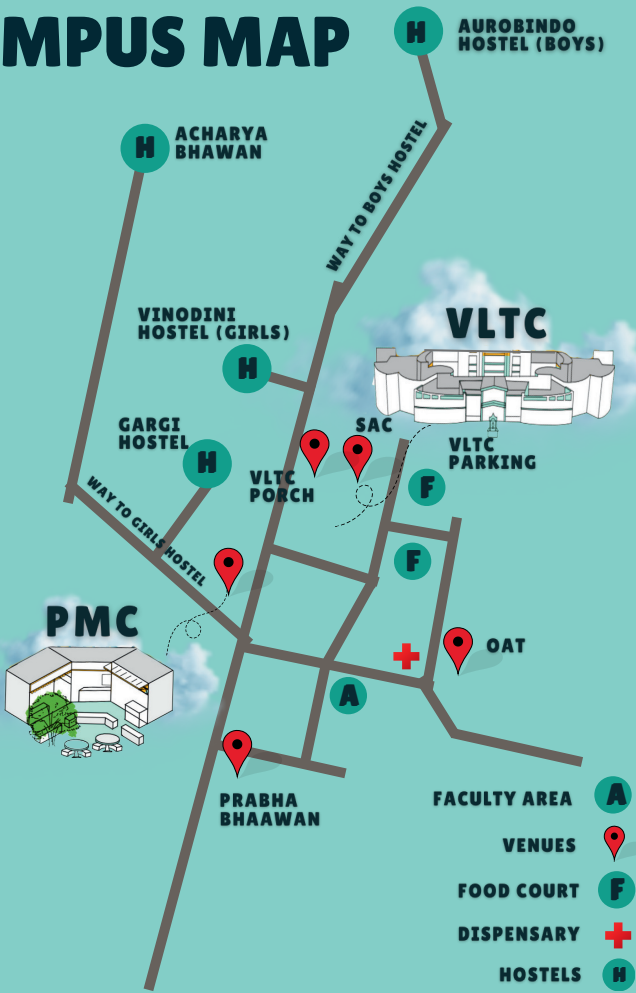 MPUS MAP
H
AUROBINDO
HOSTEL (BOYS)
H
ACHARYA
BHAWAN
WAY TO BOYS HOSTEL
VINODINI
HOSTEL (GIRLS)
H
VLTC
GARGI
HOSTEL
H
SAC
VLTC
PORCH
VLTC
PARKING
F
WAY TO GIRLS HOSTEL
F
PMC
OAT
A
PRABHA
BHAAWAN
FACULTY AREA
A
VENUES
FOOD COURT
F
DISPENSARY
HOSTELS
H